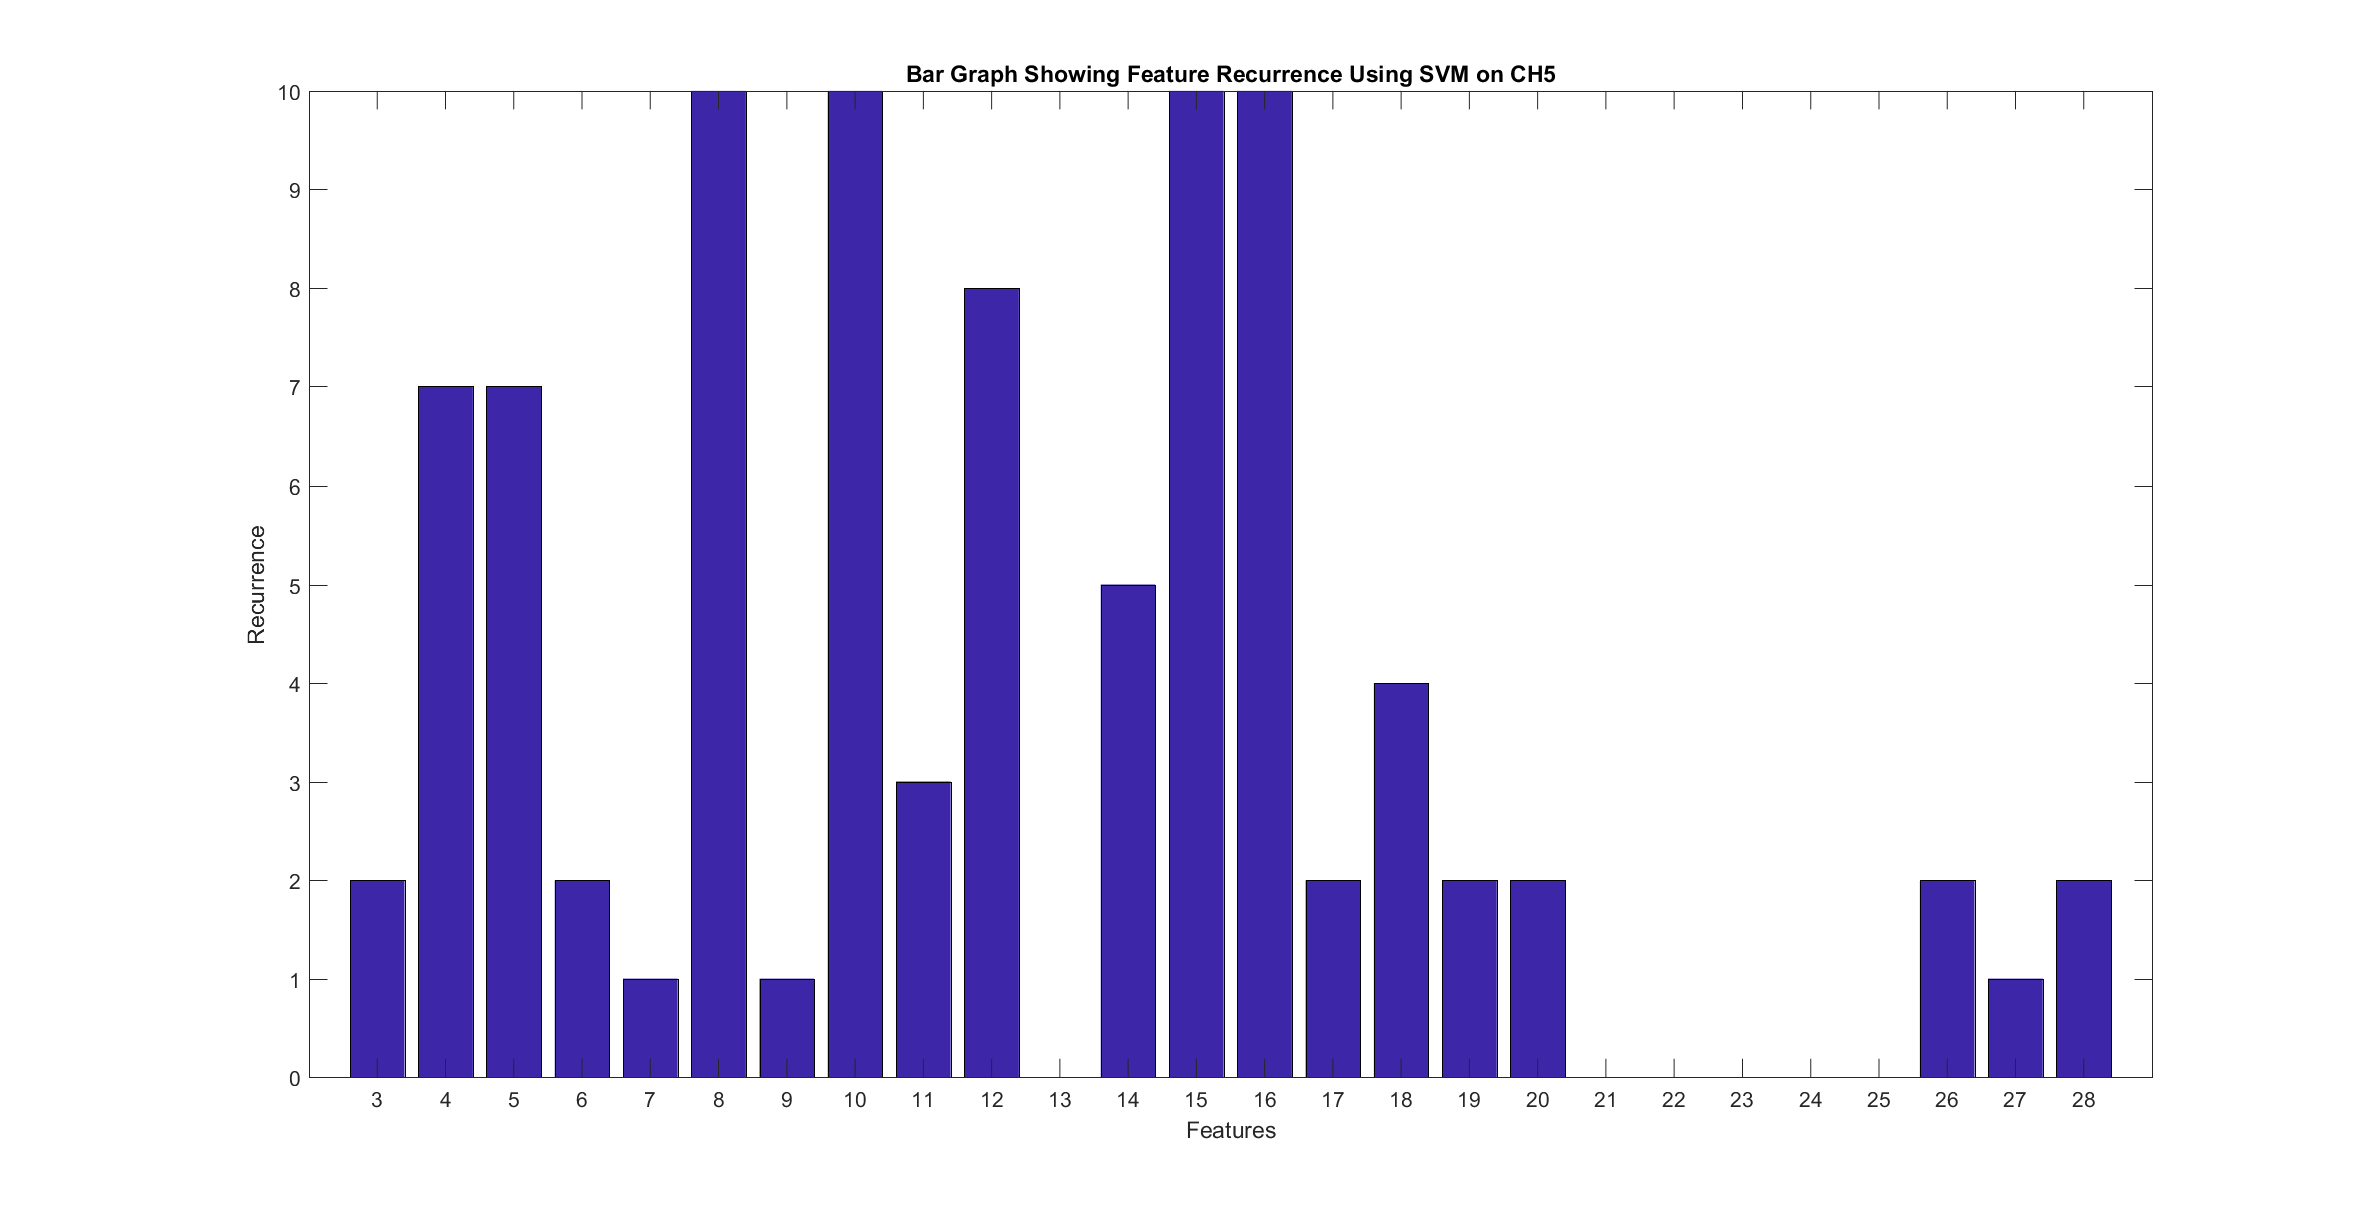 Bar Graph Showing Feature Recurrence Using SVM on CH5
10
9
8
7
6
5
4
3
2
1
0
Recurrence
3 4 5 6 7 8 9 10 11 12 13 14 15 16 17 18 19 20 21 22 23 24 25 26 27 28
Features